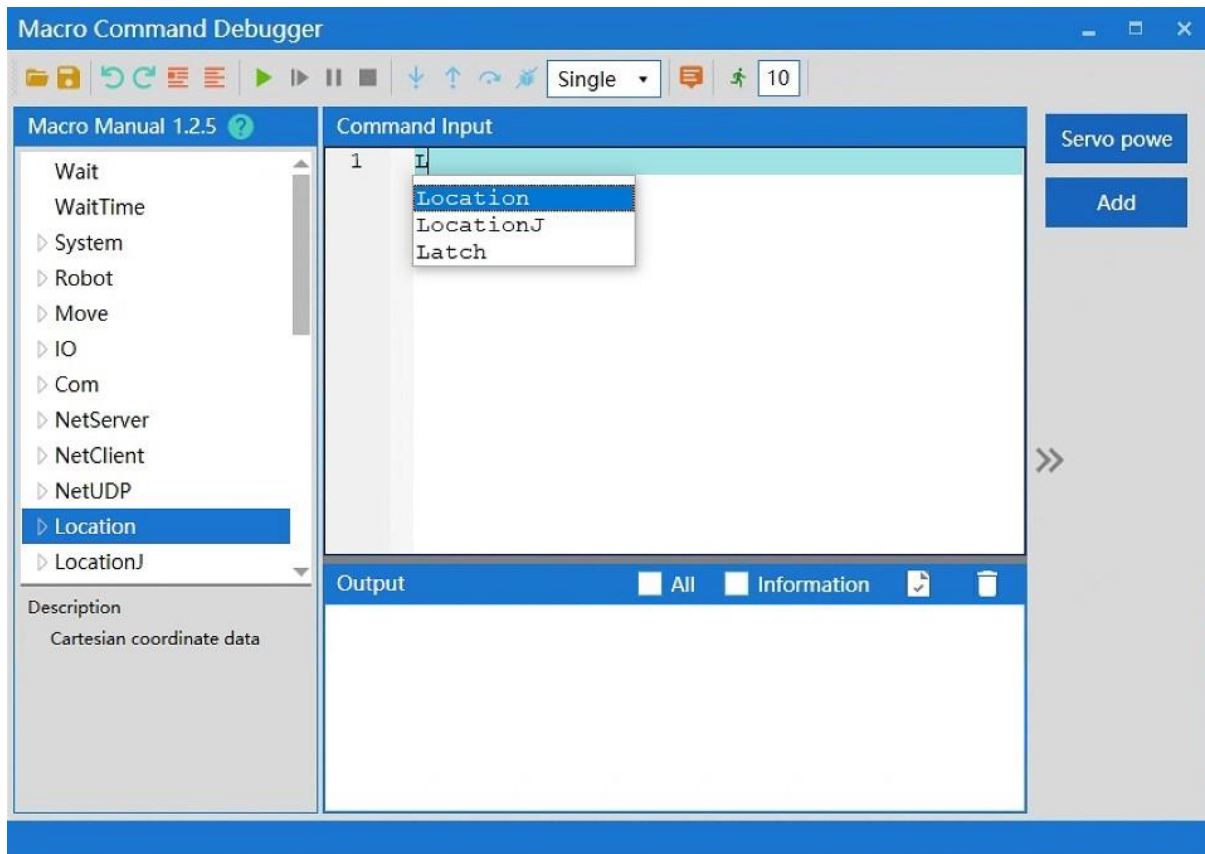 Macro Command Debugger
Single
10
Macro Manual 1.2.5 ?
Wait
WaitTime
System
Robot
Move
IO
Com
NetServer
NetClient
NetUDP
Location
LocationJ
Description
Cartesian coordinate data
Command Input
1 L
Location
LocationJ
Latch
Output
All
Information
Servo powe
Add